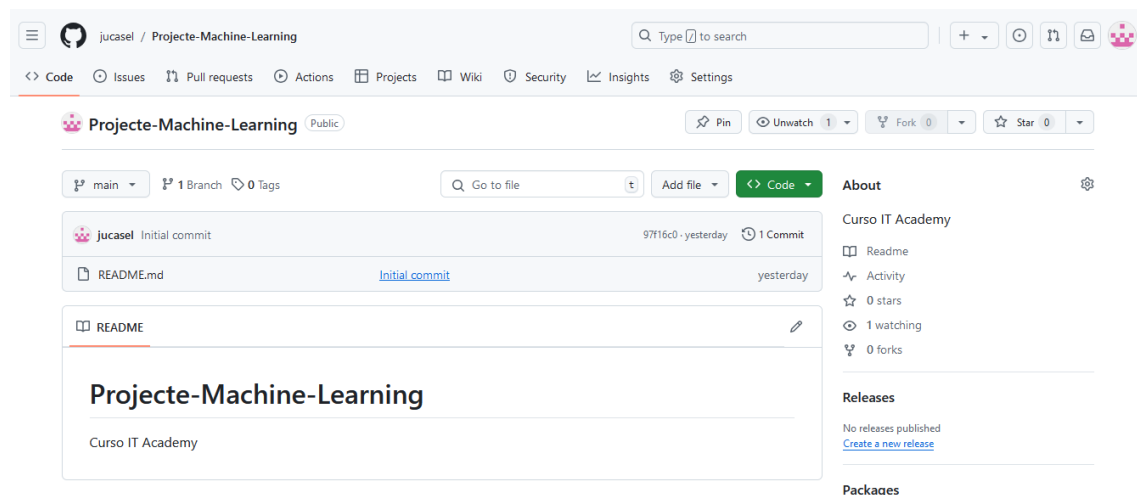 jucasel / Projecte-Machine-Learning Type / to search
Code Issues Pull requests Actions Projects Wiki Security Insights Settings
Projecte-Machine-Learning Public Pin Unwatch 1 Fork 0 Star 0
main 1 Branch 0 Tags Go to file t Add file Code
jucasel Initial commit 97f16c0 · yesterday 1 Commit
README.md Initial commit yesterday
README
Projecte-Machine-Learning
Curso IT Academy
About
Curso IT Academy
Readme
Activity
0 stars
1 watching
0 forks
Releases
No releases published
Create a new release
Packages